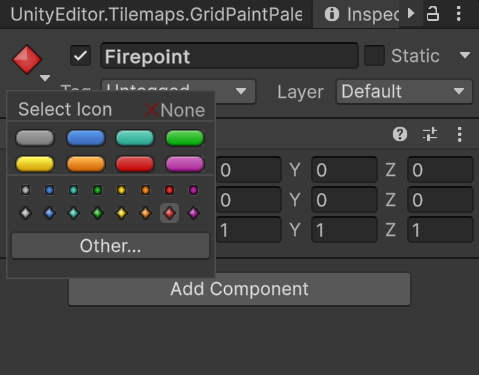 UnityEditor.Tilemaps.GridPaintPale Inspec
Firepoint Static
Tag Untagged Layer Default
Select Icon None
0 Y 0 Z 0
0 Y 0 Z 0
1 Y 1 Z 1
Other...
Add Component